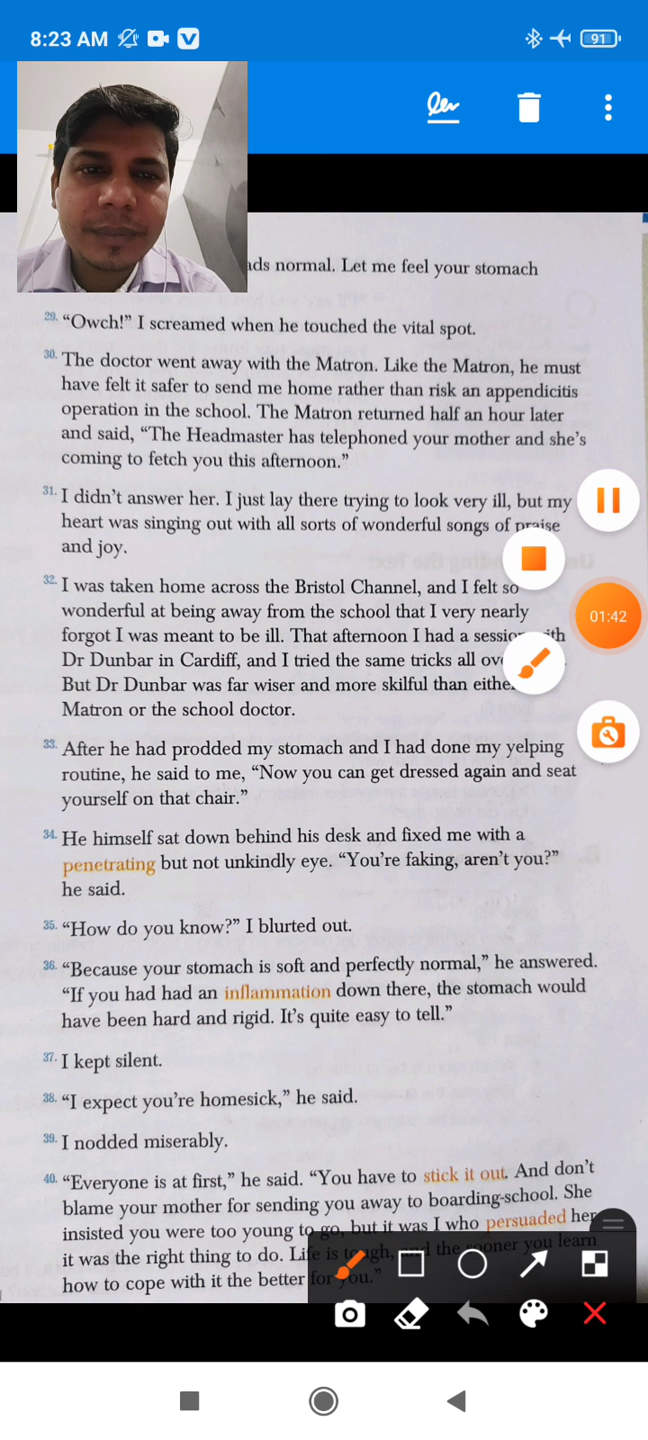 8:23 AM
91
nds normal. Let me feel your stomach
29. “Owch!” I screamed when he touched the vital spot.
30. The doctor went away with the Matron. Like the Matron, he must
have felt it safer to send me home rather than risk an appendicitis
operation in the school. The Matron returned half an hour later
and said, “The Headmaster has telephoned your mother and she’s
coming to fetch you this afternoon.”
31. I didn’t answer her. I just lay there trying to look very ill, but my
heart was singing out with all sorts of wonderful songs of praise
and joy.
32. I was taken home across the Bristol Channel, and I felt so
wonderful at being away from the school that I very nearly
forgot I was meant to be ill. That afternoon I had a session with
Dr Dunbar in Cardiff, and I tried the same tricks all
But Dr Dunbar was far wiser and more skilful than
Matron or the school doctor.
33. After he had prodded my stomach and I had done my yelping
routine, he said to me, “Now you can get dressed again and seat
yourself on that chair.”
34. He himself sat down behind his desk and fixed me with a
penetrating but not unkindly eye. “You’re faking, aren’t you?”
he said.
35. “How do you know?” I blurted out.
36. “Because your stomach is soft and perfectly normal,” he answered.
“If you had had an inflammation down there, the stomach would
have been hard and rigid. It’s quite easy to tell.”
37. I kept silent.
38. “I expect you’re homesick,” he said.
39. I nodded miserably.
40. “Everyone is at first,” he said. “You have to stick it out. And don’t
blame your mother for sending you away to boarding-school. She
insisted you were too young to go, but it was I who persuaded her
it was the right thing to do. Life is tough, and the sooner you learn
how to cope with it the better for you.”
01:42